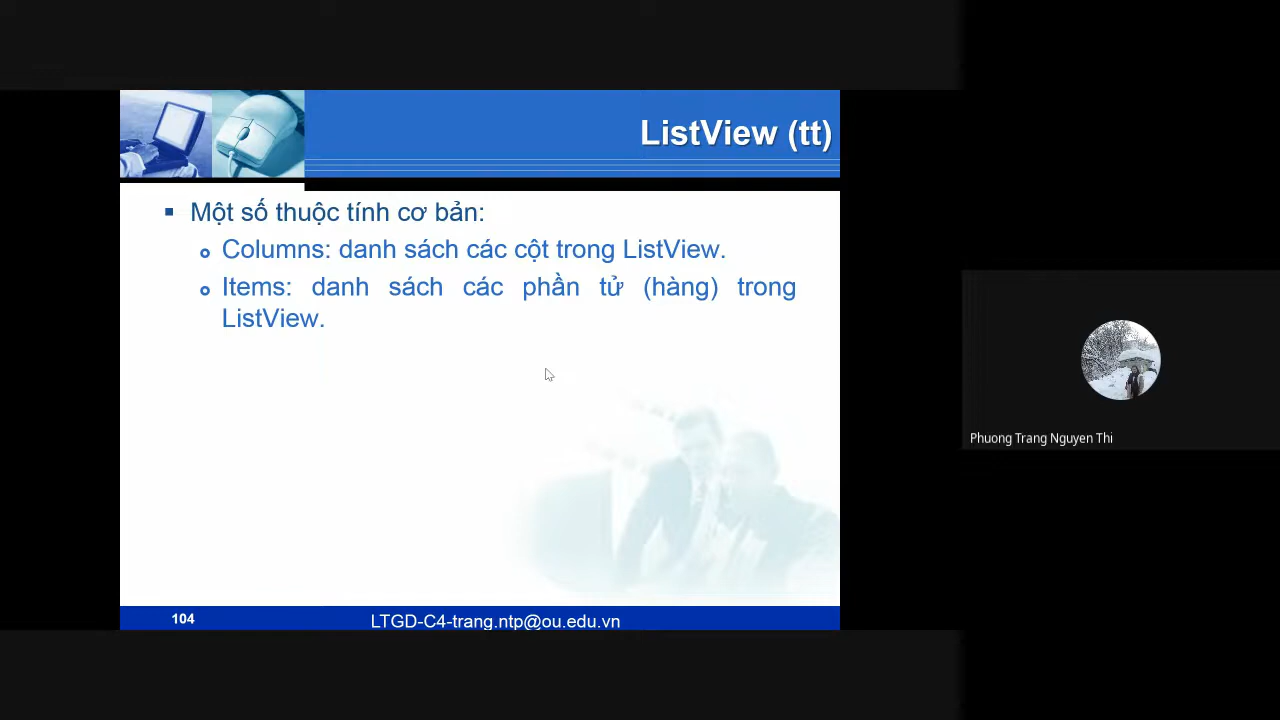 ListView (tt)
Một số thuộc tính cơ bản:
Columns: danh sách các cột trong ListView.
Items: danh sách các phần tử (hàng) trong
ListView.
104
LTGD-C4-trang.ntp@ou.edu.vn
Phuong Trang Nguyen Thi